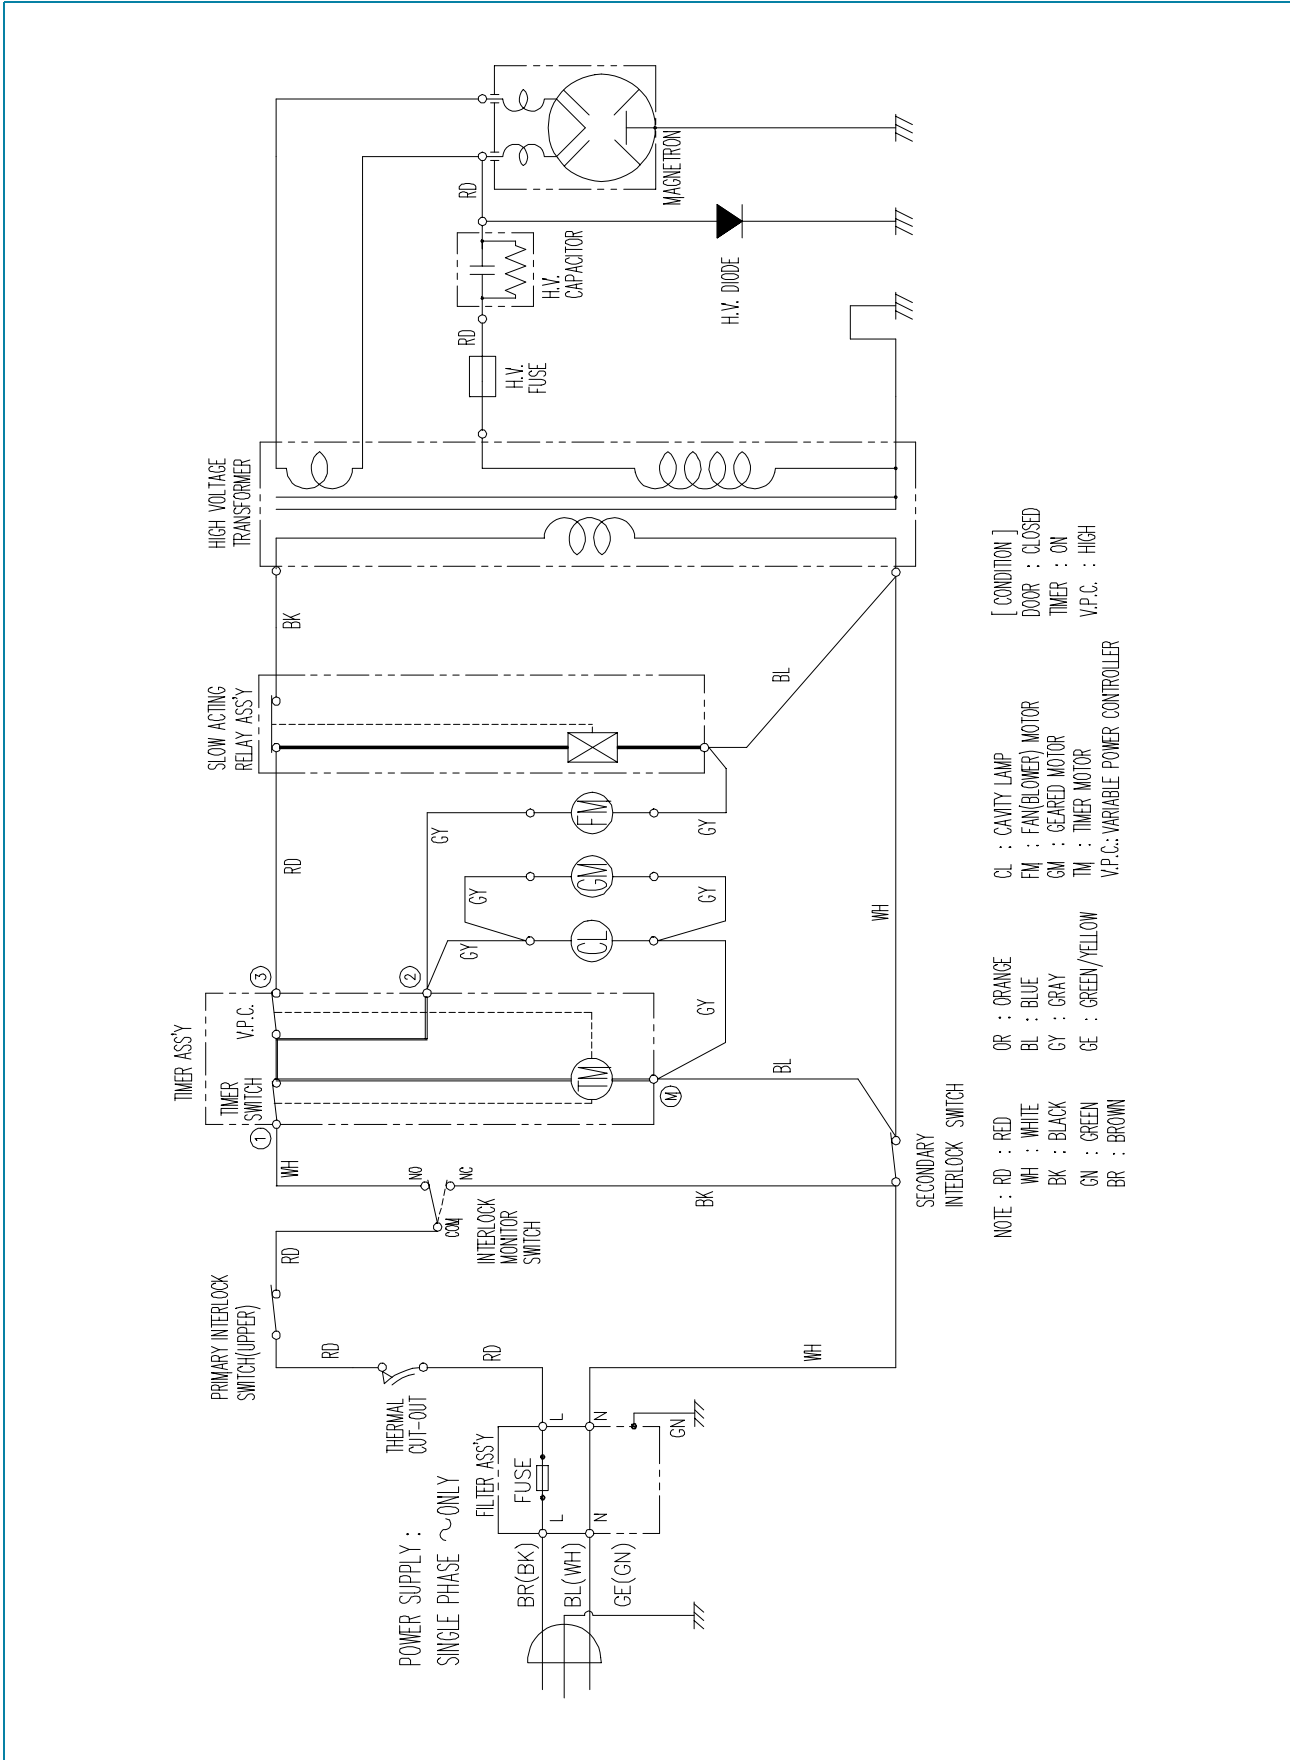 POWER SUPPLY :
SINGLE PHASE ～ONLY
BR(BK)
BL(WH)
GE(GN)
FILTER ASS'Y
FUSE
L
N
L
N
GN
THERMAL
CUT-OUT
RD
RD
WH
PRIMARY INTERLOCK
SWITCH(UPPER)
RD
COM
NO
NC
INTERLOCK
MONITOR
SWITCH
WH
BK
SECONDARY
INTERLOCK SWITCH
TIMER ASS'Y
TIMER
SWITCH
V.P.C.
1
3
2
M
TM
BL
GY
GY
CL
GY
GM
GY
GY
FM
GY
RD
WH
SLOW ACTING
RELAY ASS'Y
BL
BK
HIGH VOLTAGE
TRANSFORMER
H.V.
FUSE
RD
H.V.
CAPACITOR
RD
H.V. DIODE
MAGNETRON
NOTE : RD : RED
WH : WHITE
BK : BLACK
GN : GREEN
BR : BROWN
OR : ORANGE
BL : BLUE
GY : GRAY
GE : GREEN/YELLOW
CL : CAVITY LAMP
FM : FAN(BLOWER) MOTOR
GM : GEARED MOTOR
TM : TIMER MOTOR
V.P.C.: VARIABLE POWER CONTROLLER
[ CONDITION ]
DOOR : CLOSED
TIMER : ON
V.P.C. : HIGH